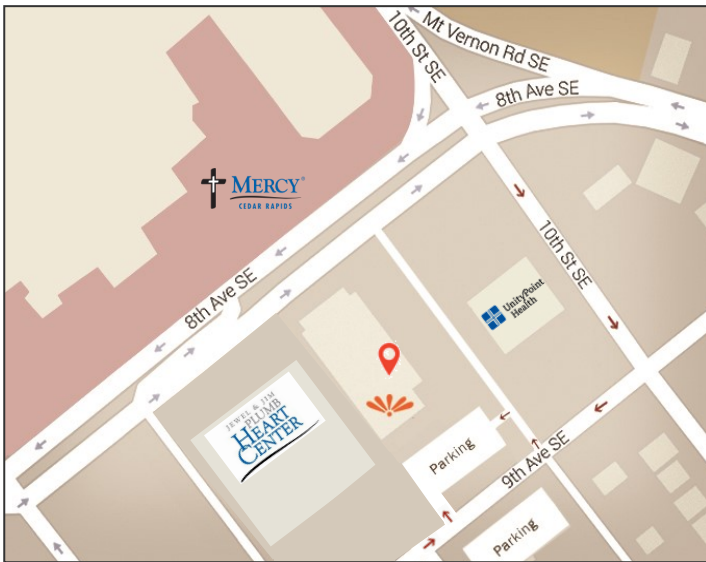 10th St SE
Mt Vernon Rd SE
8th Ave SE
MERCY®
CEDAR RAPIDS
10th St SE
8th Ave SE
UnityPoint
Health
JEWEL & JIM
PLUMB
HEART
CENTER
Parking
9th Ave SE
Parking